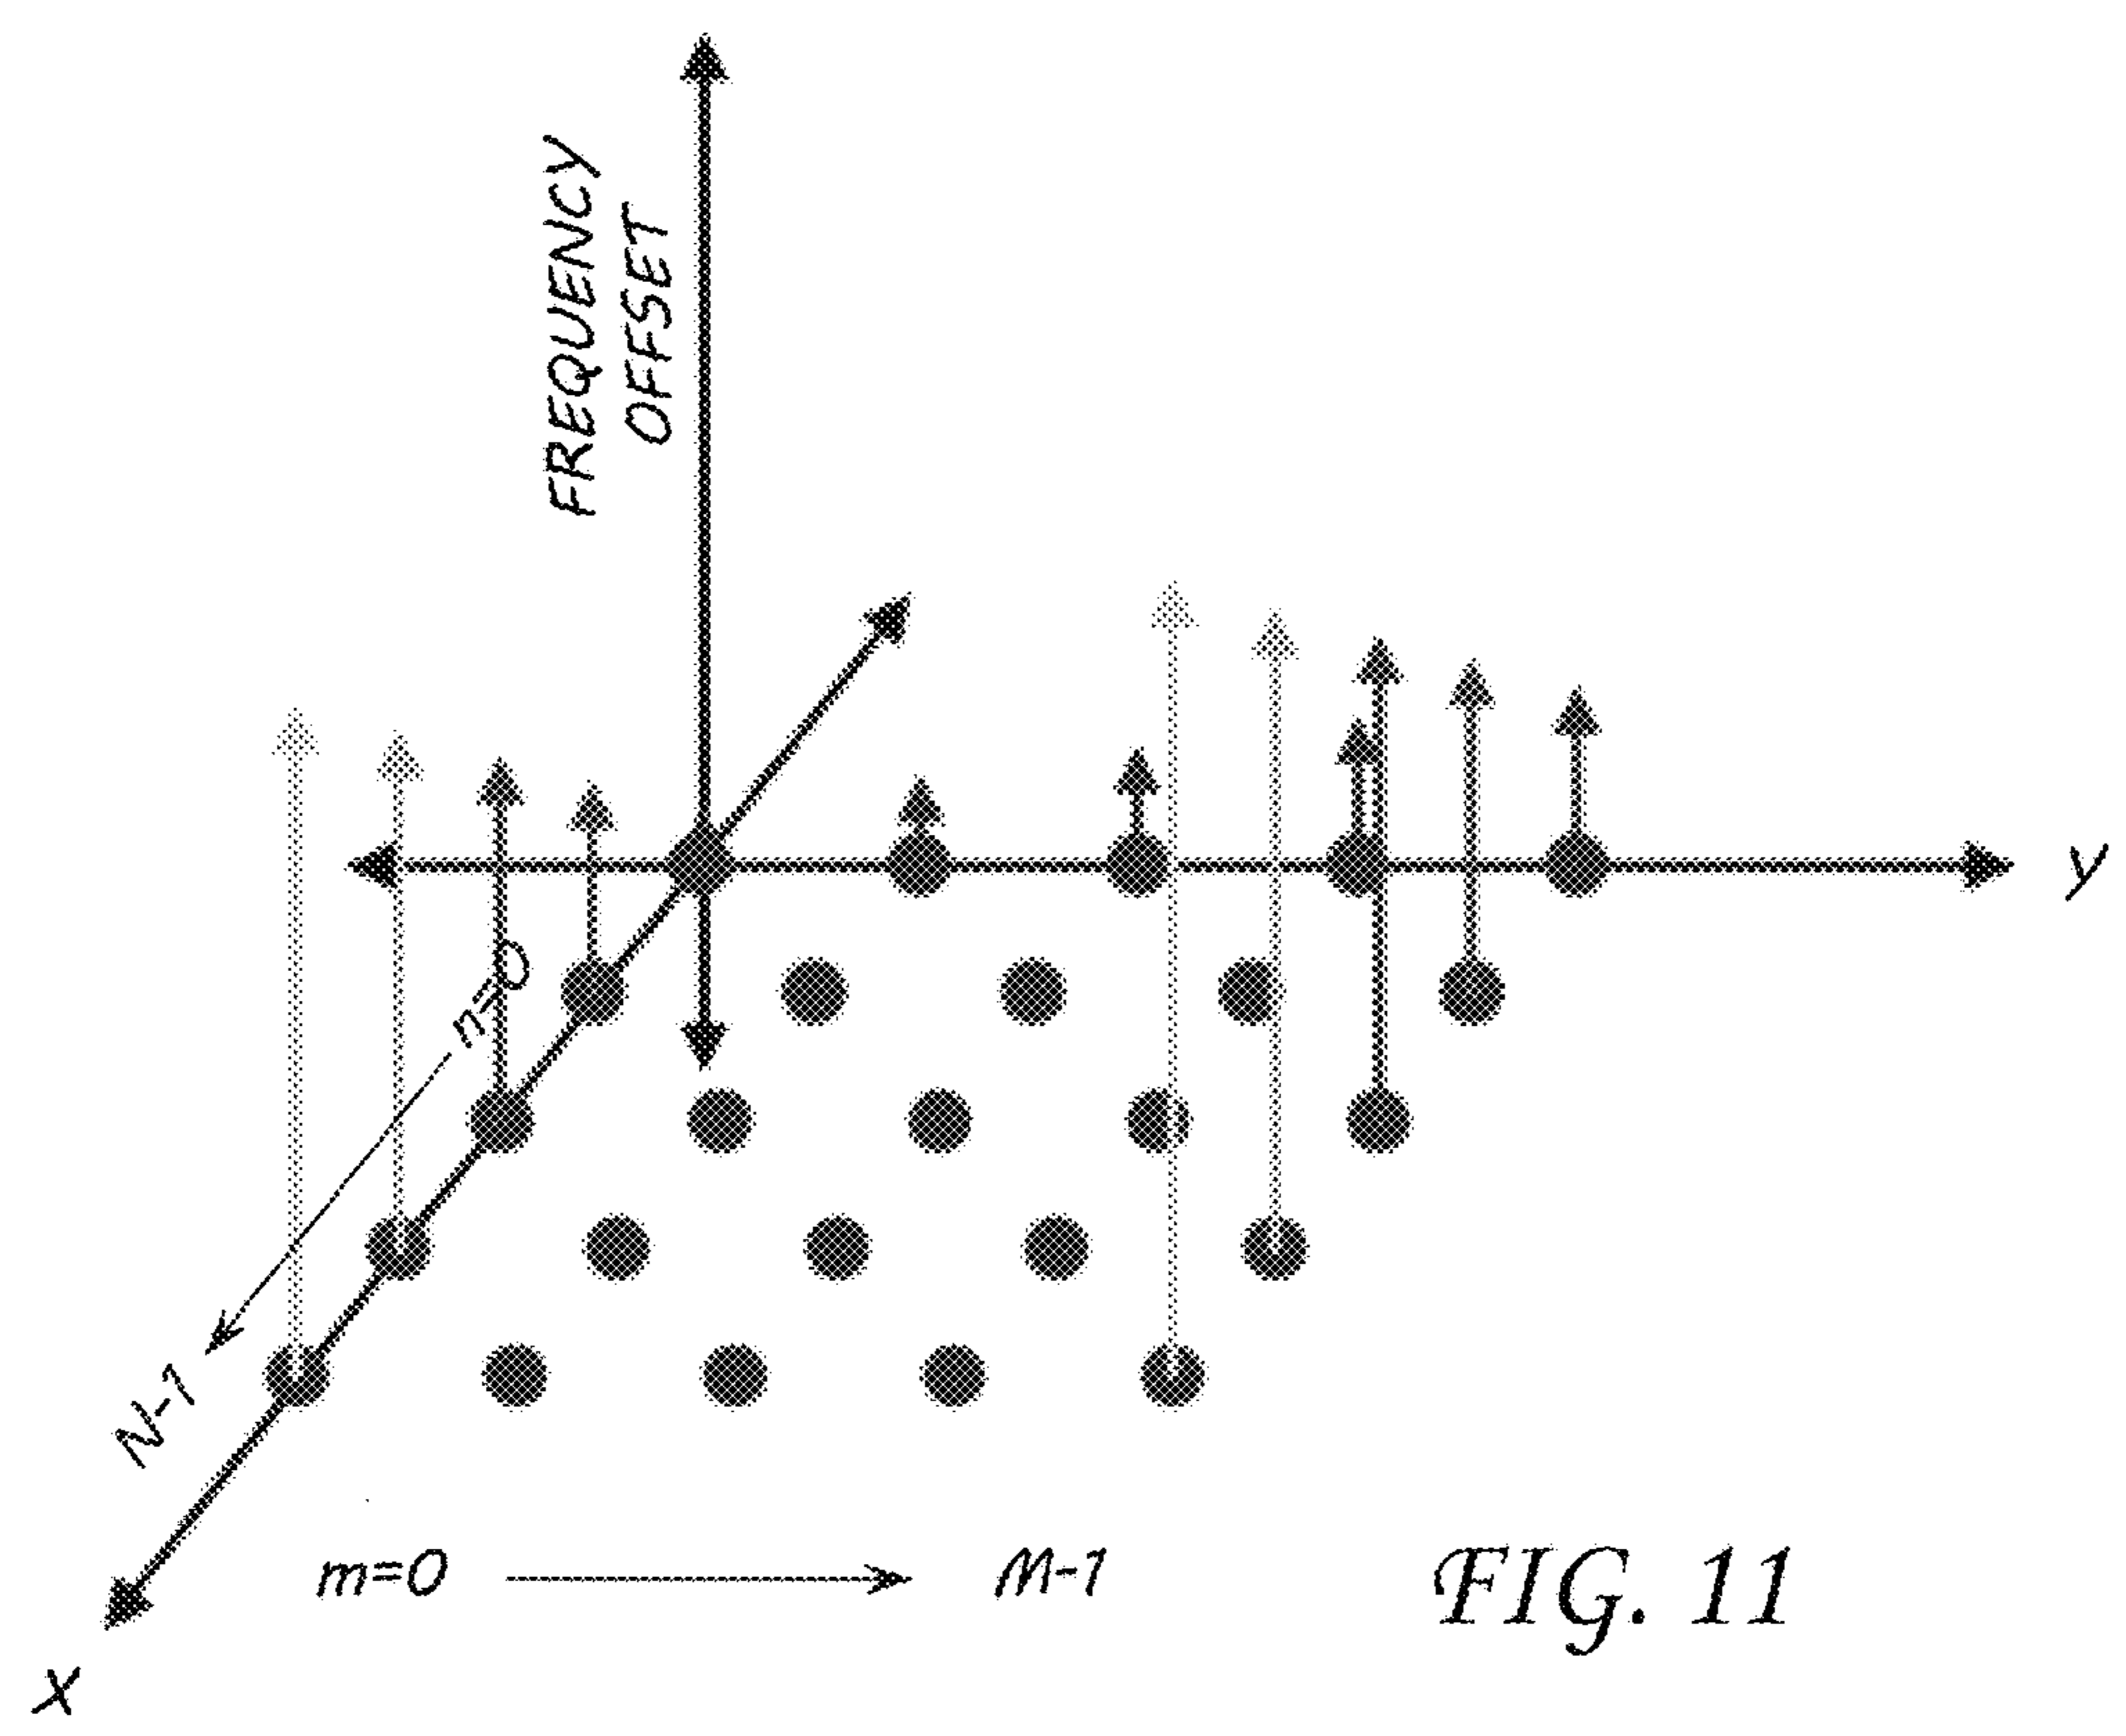 FREQUENCY
OFFSET
y
n=0
N-1
m=0
M-1
x
FIG. 11